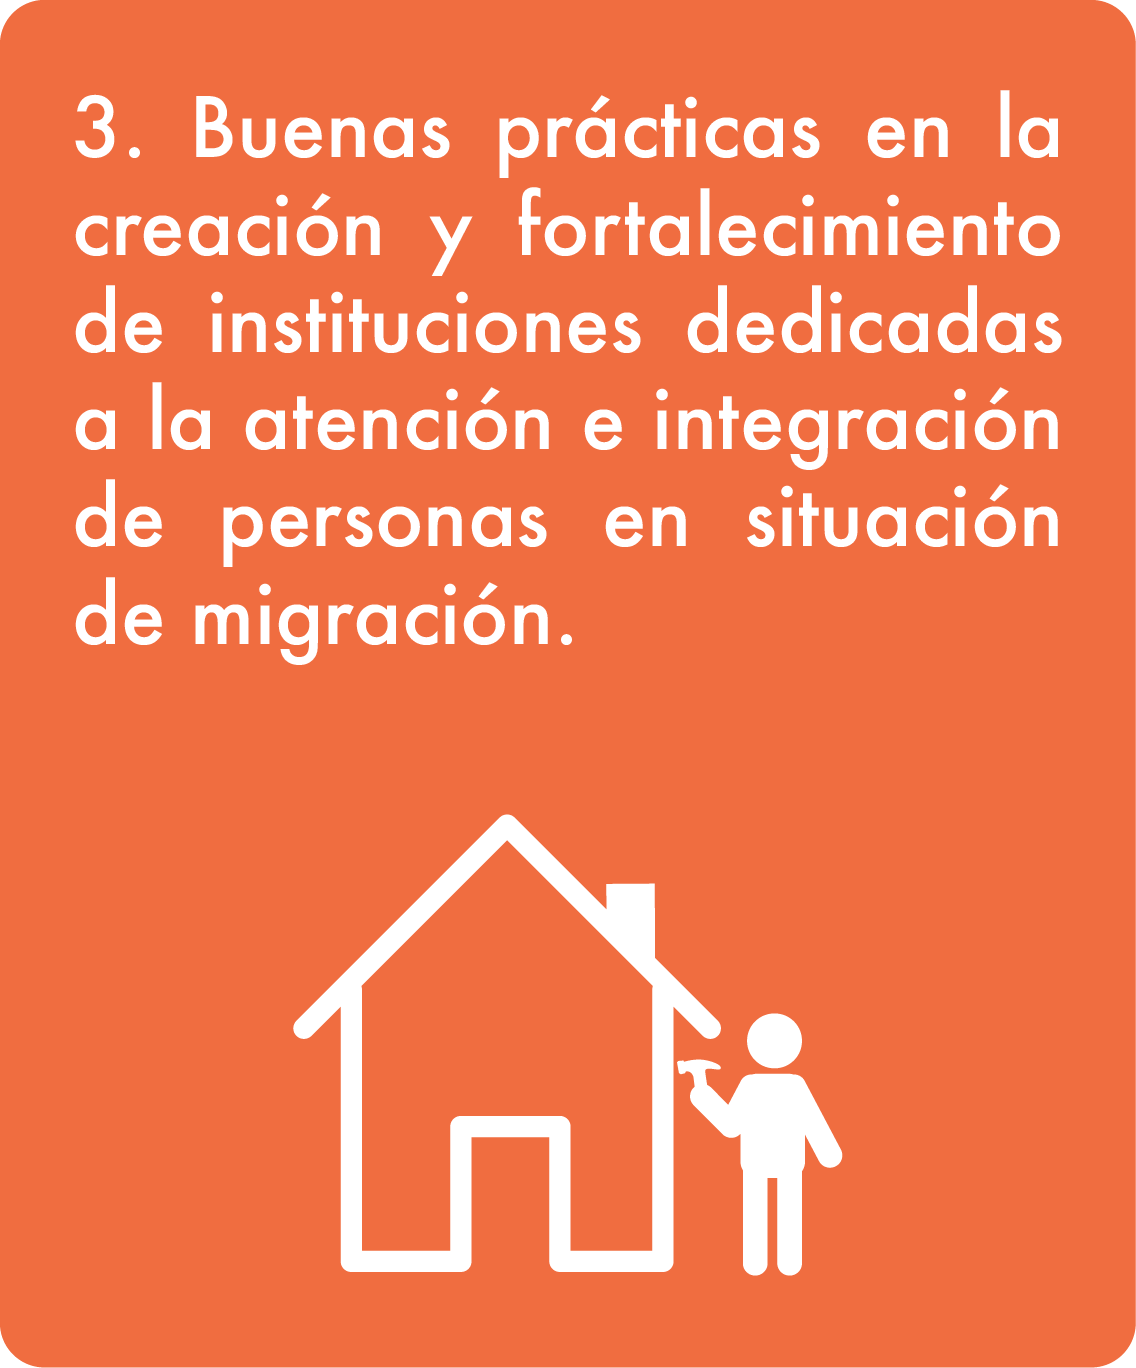 3. Buenas prácticas en la
creación y fortalecimiento
de instituciones dedicadas
a la atención e integración
de personas en situación
de migración.